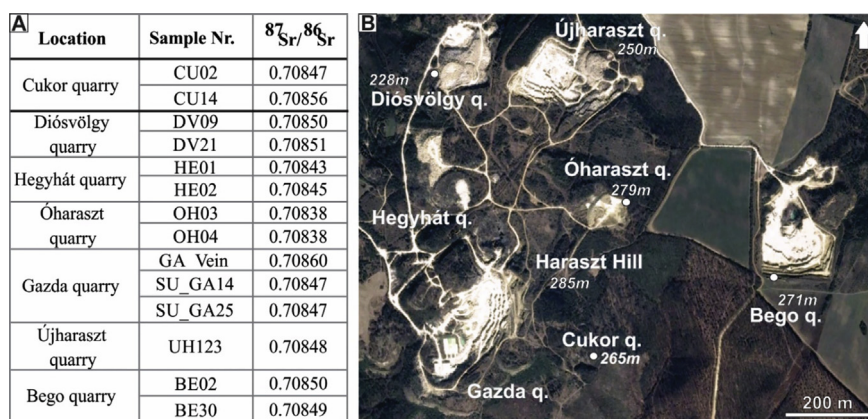 A
Location Sample Nr. 87Sr/86Sr
Cukor quarry CU02 0.70847
CU14 0.70856
Diósvölgy quarry DV09 0.70850
DV21 0.70851
Hegyhát quarry HE01 0.70843
HE02 0.70845
Óharaszt quarry OH03 0.70838
OH04 0.70838
Gazda quarry GA_Vein 0.70860
SU_GA14 0.70847
SU_GA25 0.70847
Újharaszt quarry UH123 0.70848
Bego quarry BE02 0.70850
BE30 0.70849
B
Újharaszt q.
250m
228m
Diósvölgy q.
Óharaszt q.
279m
Hegyhát q.
Haraszt Hill
285m
271m
Bego q.
Cukor q.
265m
Gazda q.
200 m